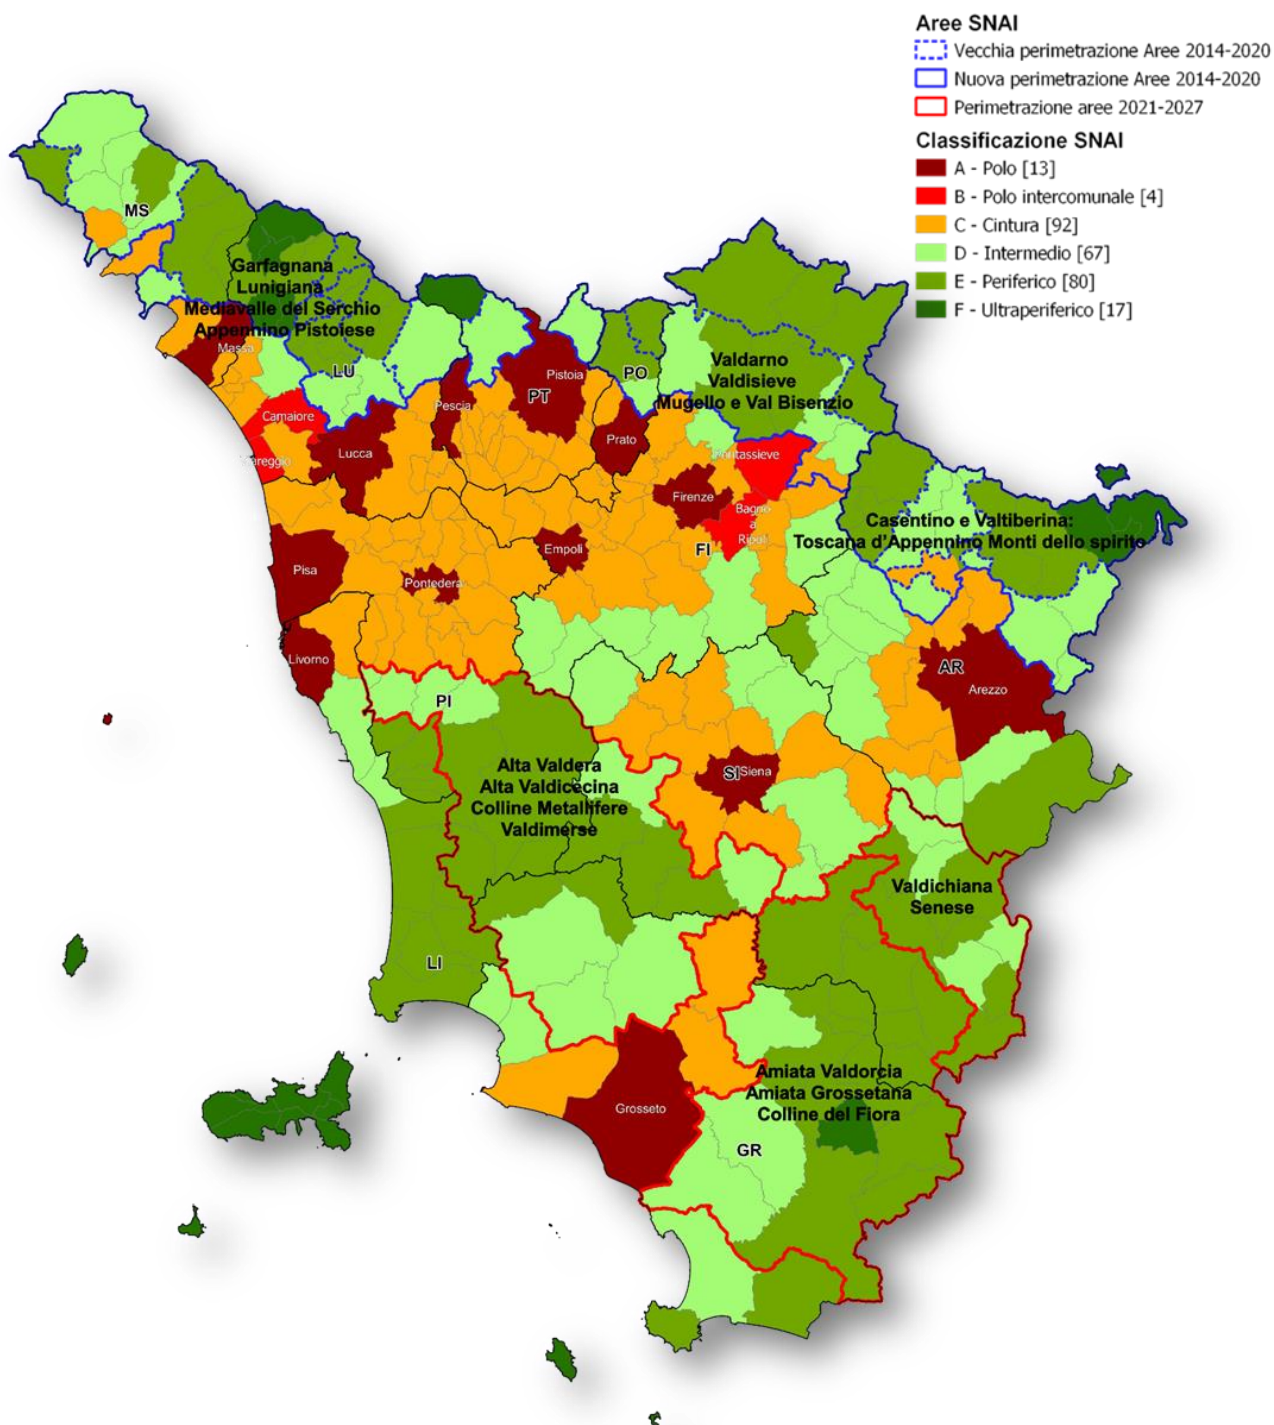 Aree SNAI
Vecchia perimetrazione Aree 2014-2020
Nuova perimetrazione Aree 2014-2020
Perimetrazione aree 2021-2027
Classificazione SNAI
A - Polo [13]
B - Polo intercomunale [4]
C - Cintura [92]
D - Intermedio [67]
E - Periferico [80]
F - Ultraperiferico [17]
MS
Garfagnana
Lunigiana
Mediavalle del Serchio
Appennino Pistoiese
Massa
LU
Pistoia
PT
PO
Valdarno
Valdisieve
Mugello e Val Bisenzio
Pescia
Camaiore
Prato
Lucca
Pontassieve
Firenze
Bagno
a
Ripoli
FI
Casentino e Valtiberina:
Toscana d'Appennino Monti dello spirito
Empoli
Pisa
Pontedera
Livorno
AR
Arezzo
PI
SI
Siena
Alta Valdera
Alta Valdicecina
Colline Metallifere
Valdimerse
Valdichiana
Senese
LI
Amiata Valdorcia
Amiata Grossetana
Colline del Fiora
Grosseto
GR